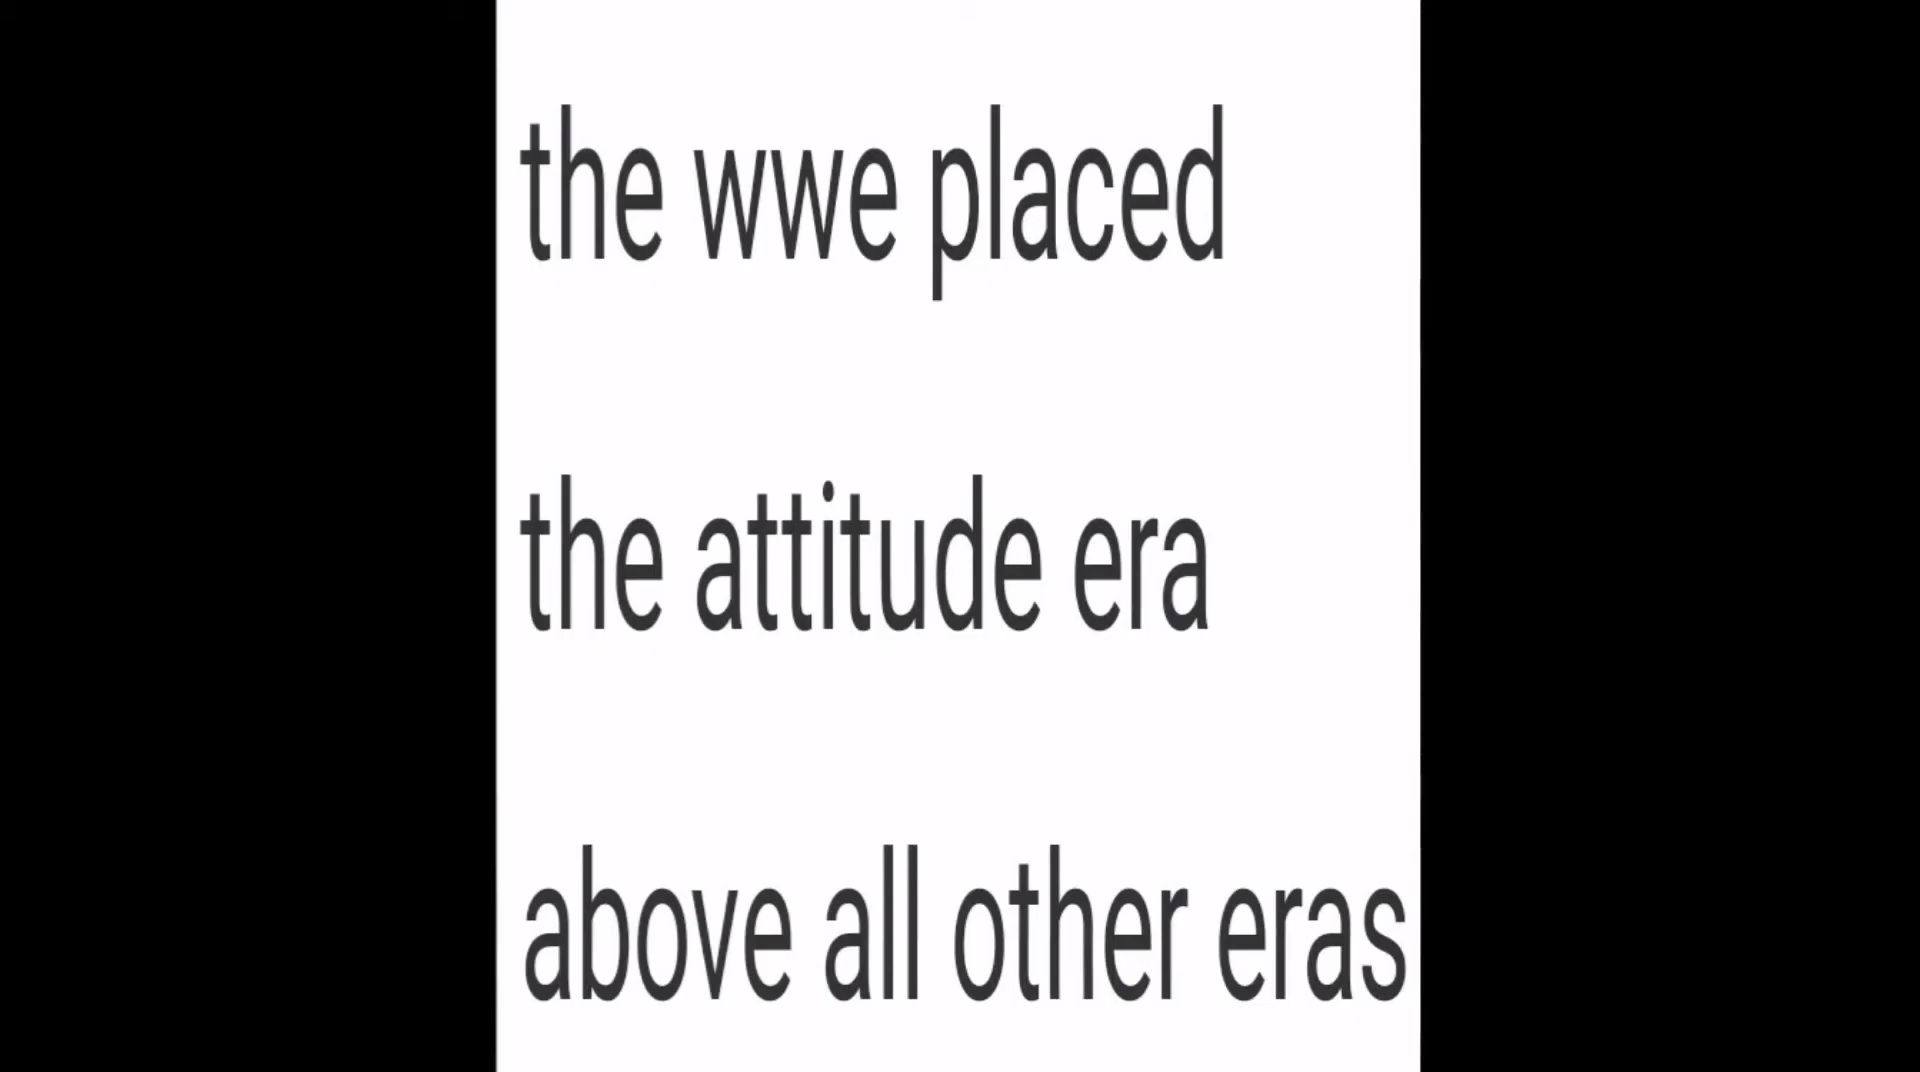 the wwe placed
the attitude era
above all other eras